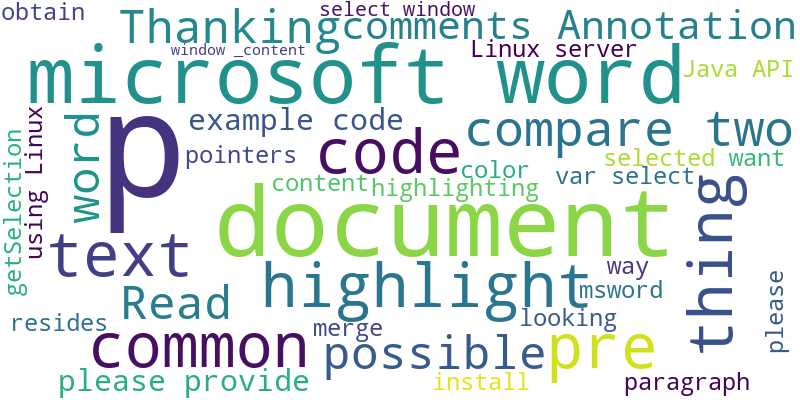 obtain
select window
Thanking
comments Annotation
window _content
Linux server
microsoft word
Java API
p
example code
compare two
word
using Linux
getSelection
pointers
code
color
selected
want
content
highlighting
var select
document
thing
text
highlight
way
msword
Read
please
resides
common
merge
looking
possible
pre
please provide
install
paragraph